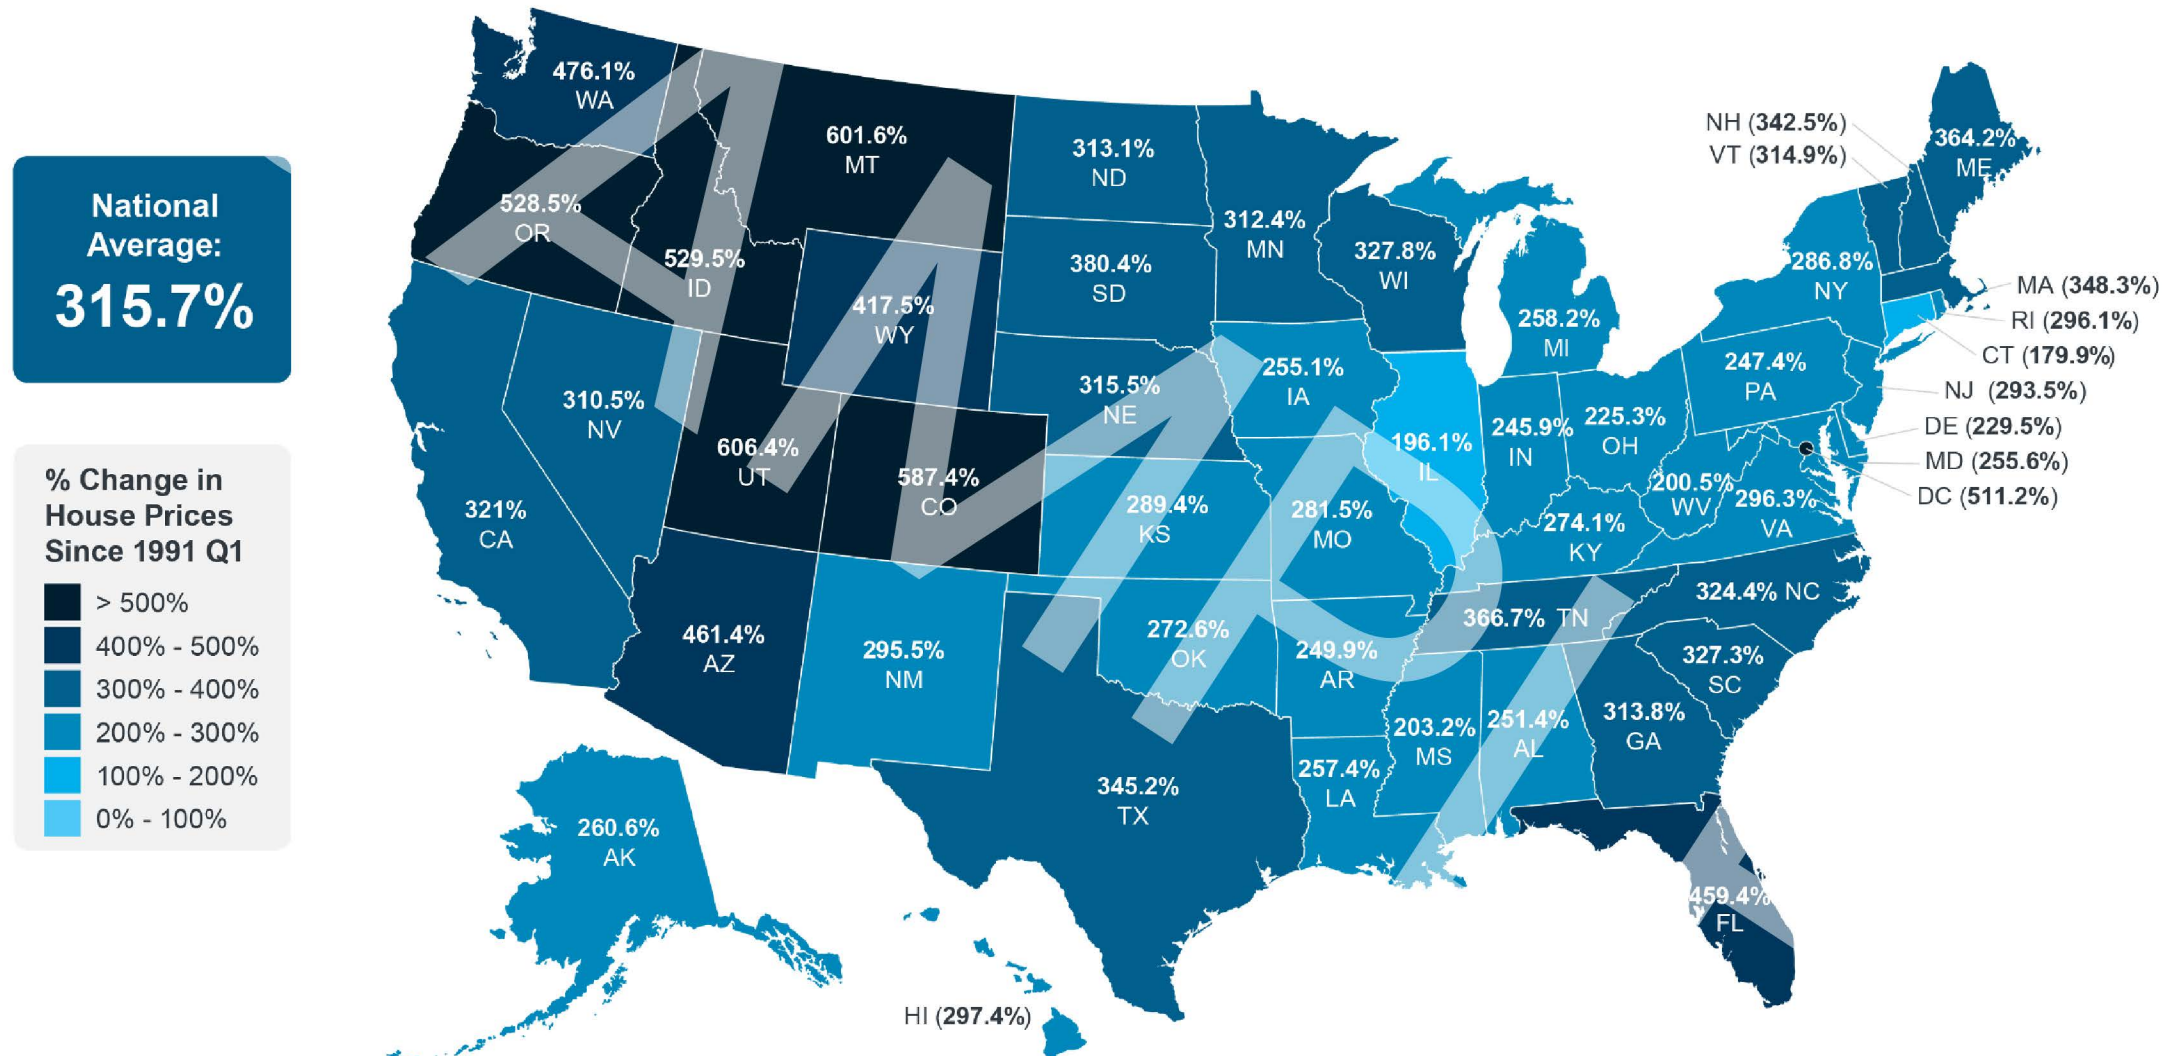 National
Average:
315.7%
% Change in
House Prices
Since 1991 Q1
> 500%
400% - 500%
300% - 400%
200% - 300%
100% - 200%
0% - 100%
476.1%
WA
528.5%
OR
529.5%
ID
601.6%
MT
417.5%
WY
313.1%
ND
380.4%
SD
315.5%
NE
312.4%
MN
327.8%
WI
258.2%
MI
255.1%
IA
196.1%
IL
245.9%
IN
225.3%
OH
247.4%
PA
286.8%
NY
364.2%
ME
NH (342.5%)
VT (314.9%)
MA (348.3%)
RI (296.1%)
CT (179.9%)
NJ (293.5%)
DE (229.5%)
MD (255.6%)
DC (511.2%)
321%
CA
310.5%
NV
606.4%
UT
587.4%
CO
289.4%
KS
281.5%
MO
274.1%
KY
200.5%
WV
296.3%
VA
461.4%
AZ
295.5%
NM
272.6%
OK
249.9%
AR
366.7% TN
324.4% NC
327.3%
SC
345.2%
TX
257.4%
LA
203.2%
MS
251.4%
AL
313.8%
GA
459.4%
FL
260.6%
AK
HI (297.4%)